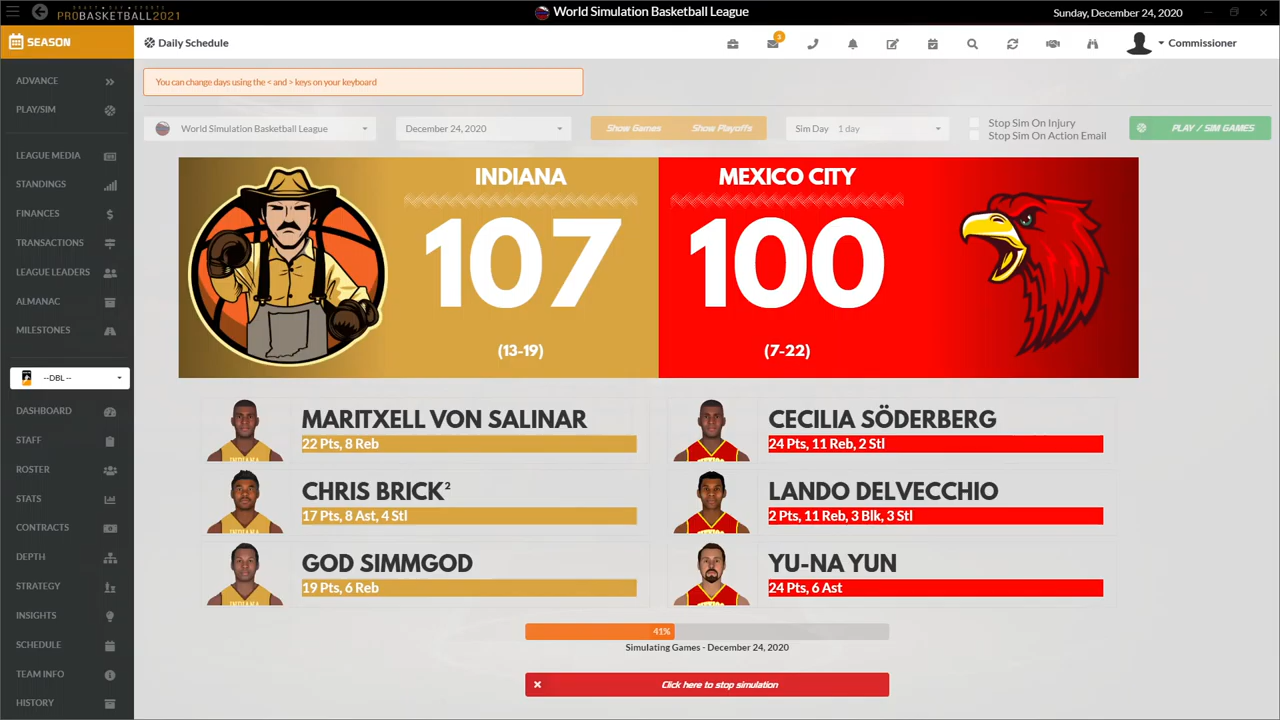 DRAFT DAY SPORTS
PROBASKETBALL2021
World Simulation Basketball League
Sunday, December 24, 2020
SEASON
Daily Schedule
3
Commissioner
ADVANCE
PLAY/SIM
LEAGUE MEDIA
STANDINGS
FINANCES
TRANSACTIONS
LEAGUE LEADERS
ALMANAC
MILESTONES
--DBL --
DASHBOARD
STAFF
ROSTER
STATS
CONTRACTS
DEPTH
STRATEGY
INSIGHTS
SCHEDULE
TEAM INFO
HISTORY
You can change days using the < and > keys on your keyboard
World Simulation Basketball League
December 24, 2020
Show Games
Show Playoffs
Sim Day 1 day
Stop Sim On Injury
Stop Sim On Action Email
PLAY / SIM GAMES
INDIANA
107
(13-19)
MEXICO CITY
100
(7-22)
MARITXELL VON SALINAR
22 Pts, 8 Reb
CHRIS BRICK²
17 Pts, 8 Ast, 4 Stl
GOD SIMMGOD
19 Pts, 6 Reb
CECILIA SÖDERBERG
24 Pts, 11 Reb, 2 Stl
LANDO DELVECCHIO
2 Pts, 11 Reb, 3 Blk, 3 Stl
YU-NA YUN
24 Pts, 6 Ast
41%
Simulating Games - December 24, 2020
Click here to stop simulation